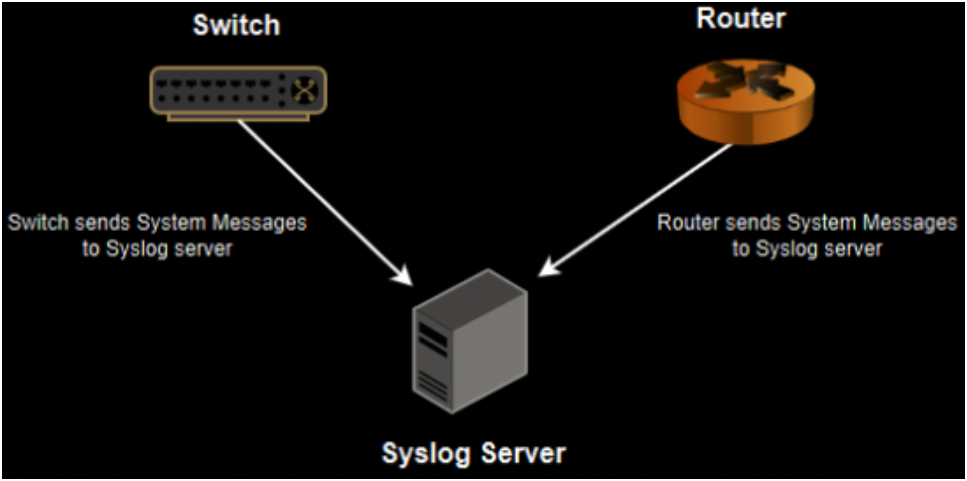 Switch
Router
Switch sends System Messages
to Syslog server
Router sends System Messages
to Syslog server
Syslog Server